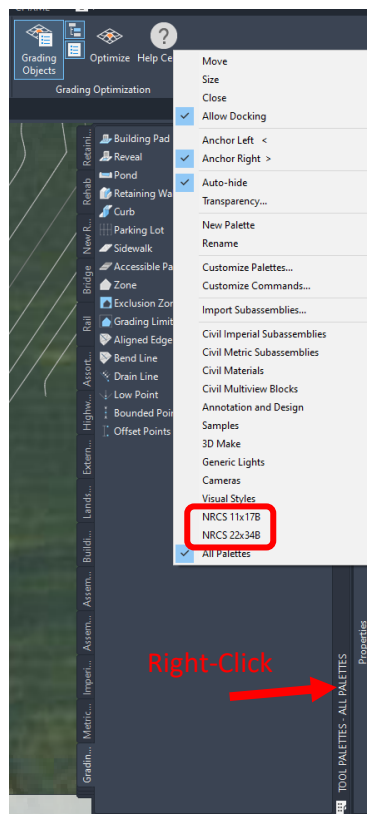 Grading
Objects
Optimize
Help Ce
Grading Optimization
Move
Size
Close
Allow Docking
Anchor Left <
Anchor Right >
Auto-hide
Transparency...
New Palette
Rename
Customize Palettes...
Customize Commands...
Import Subassemblies...
Civil Imperial Subassemblies
Civil Metric Subassemblies
Civil Materials
Civil Multiview Blocks
Annotation and Design
Samples
3D Make
Generic Lights
Cameras
Visual Styles
NRCS 11x17B
NRCS 22x34B
All Palettes
Retaini...
Rehab
New R...
Bridge
Rail
Assort...
Highw...
Extern...
Lands...
Buildi...
Assem...
Assem...
Imperi...
Metric...
Gradin...
Building Pad
Reveal
Pond
Retaining Wa
Curb
Parking Lot
Sidewalk
Accessible Pa
Zone
Exclusion Zor
Grading Limit
Aligned Edge
Bend Line
Drain Line
Low Point
Bounded Poir
Offset Points
Right-Click
TOOL PALETTES - ALL PALETTES
Properties